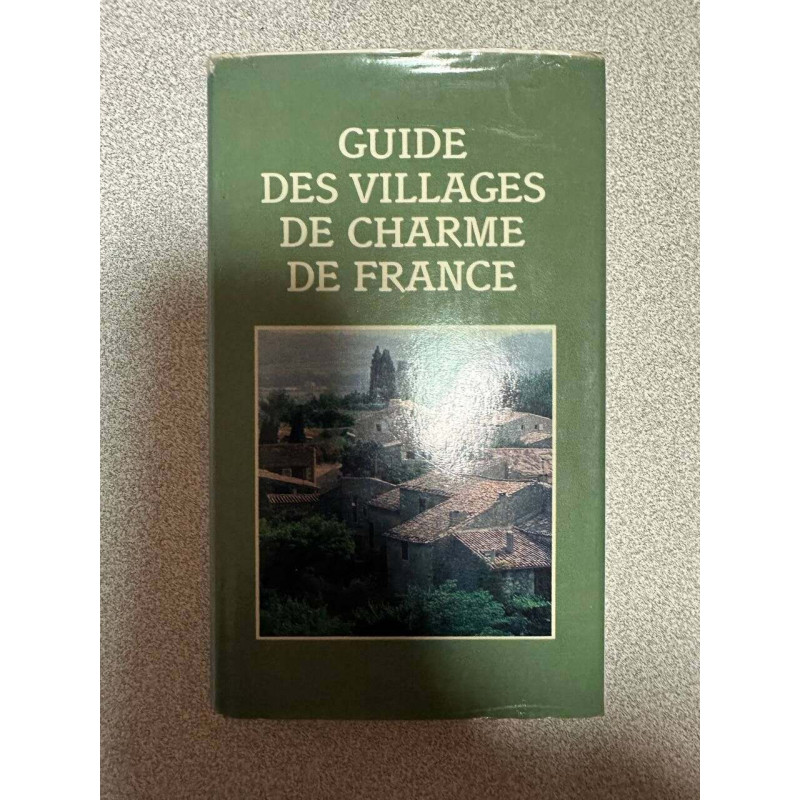 GUIDE
DES VILLAGES
DE CHARME
DE FRANCE